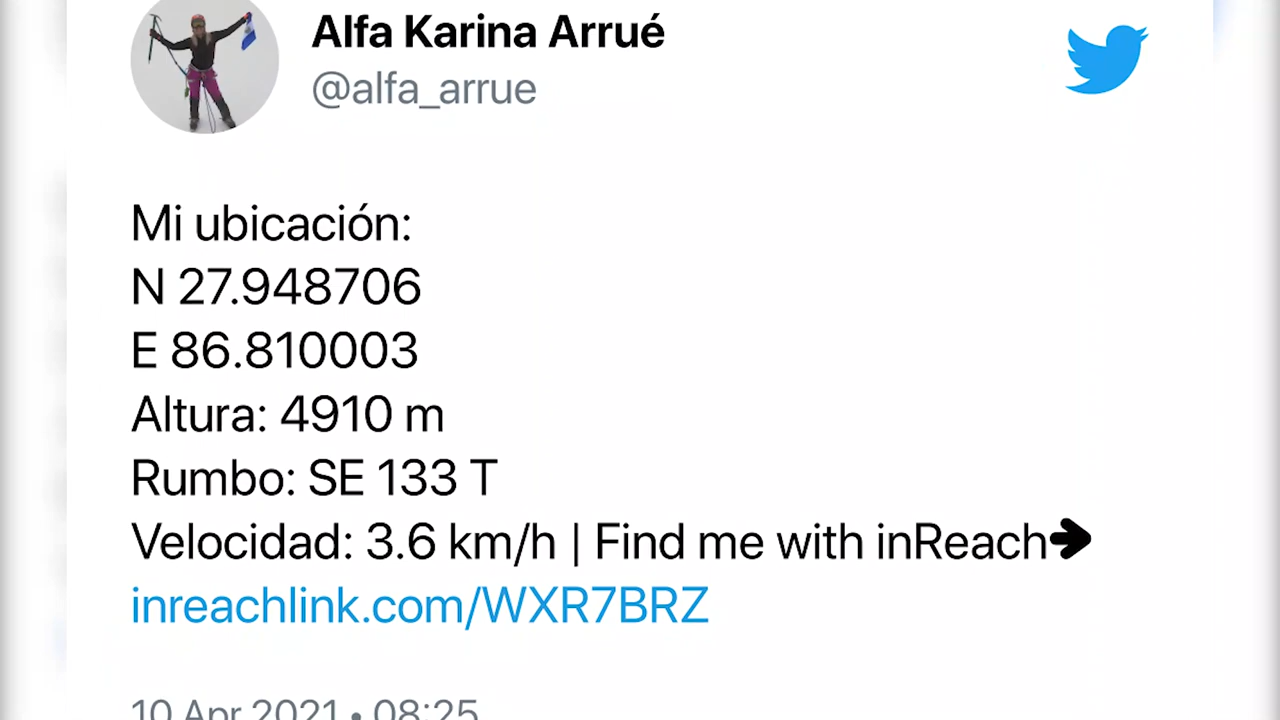 Alfa Karina Arrué
@alfa_arrue
Mi ubicación:
N 27.948706
E 86.810003
Altura: 4910 m
Rumbo: SE 133 T
Velocidad: 3.6 km/h | Find me with inReach➔
inreachlink.com/WXR7BRZ
10 Apr 2021 • 08:25